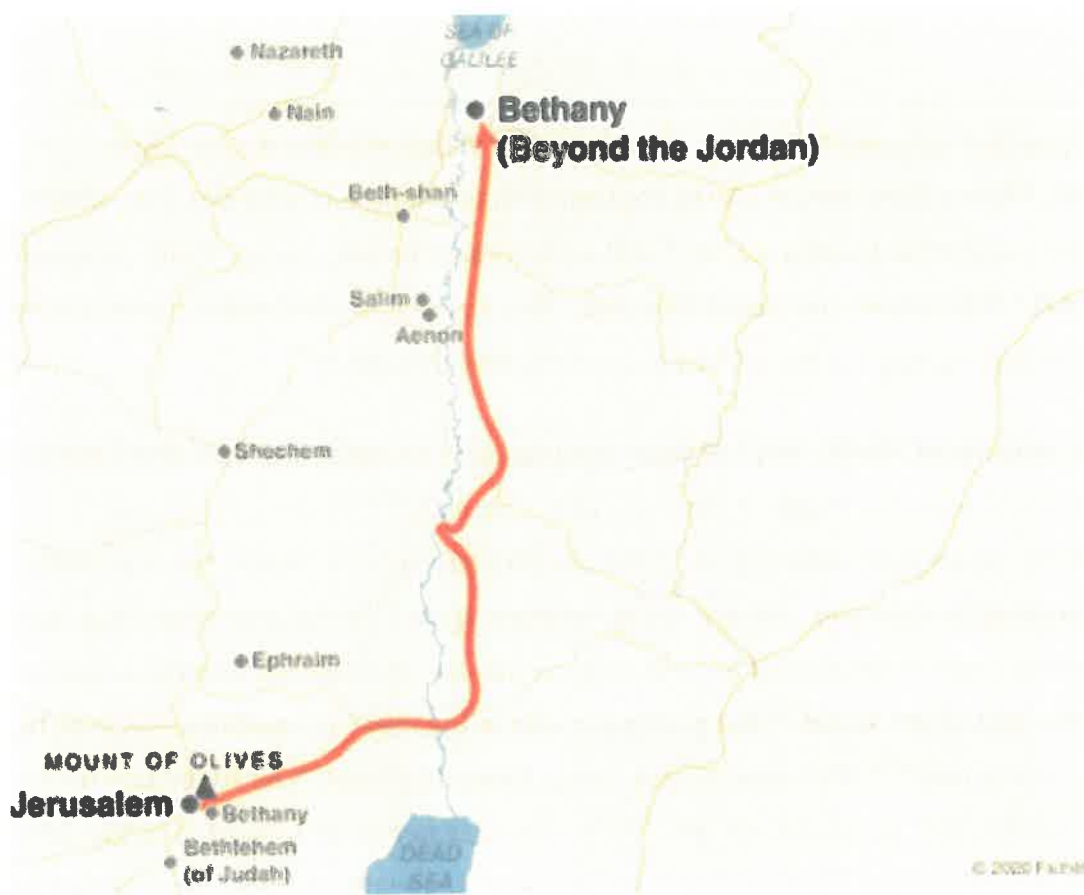 SEA OF
GALILEE
Nazareth
Bethany
(Beyond the Jordan)
Nain
Beth-shan
Salim
Aenon
Shechem
Ephraim
MOUNT OF OLIVES
Jerusalem
Bethany
Bethlehem
(of Judah)
DEAD
SEA
© 2020